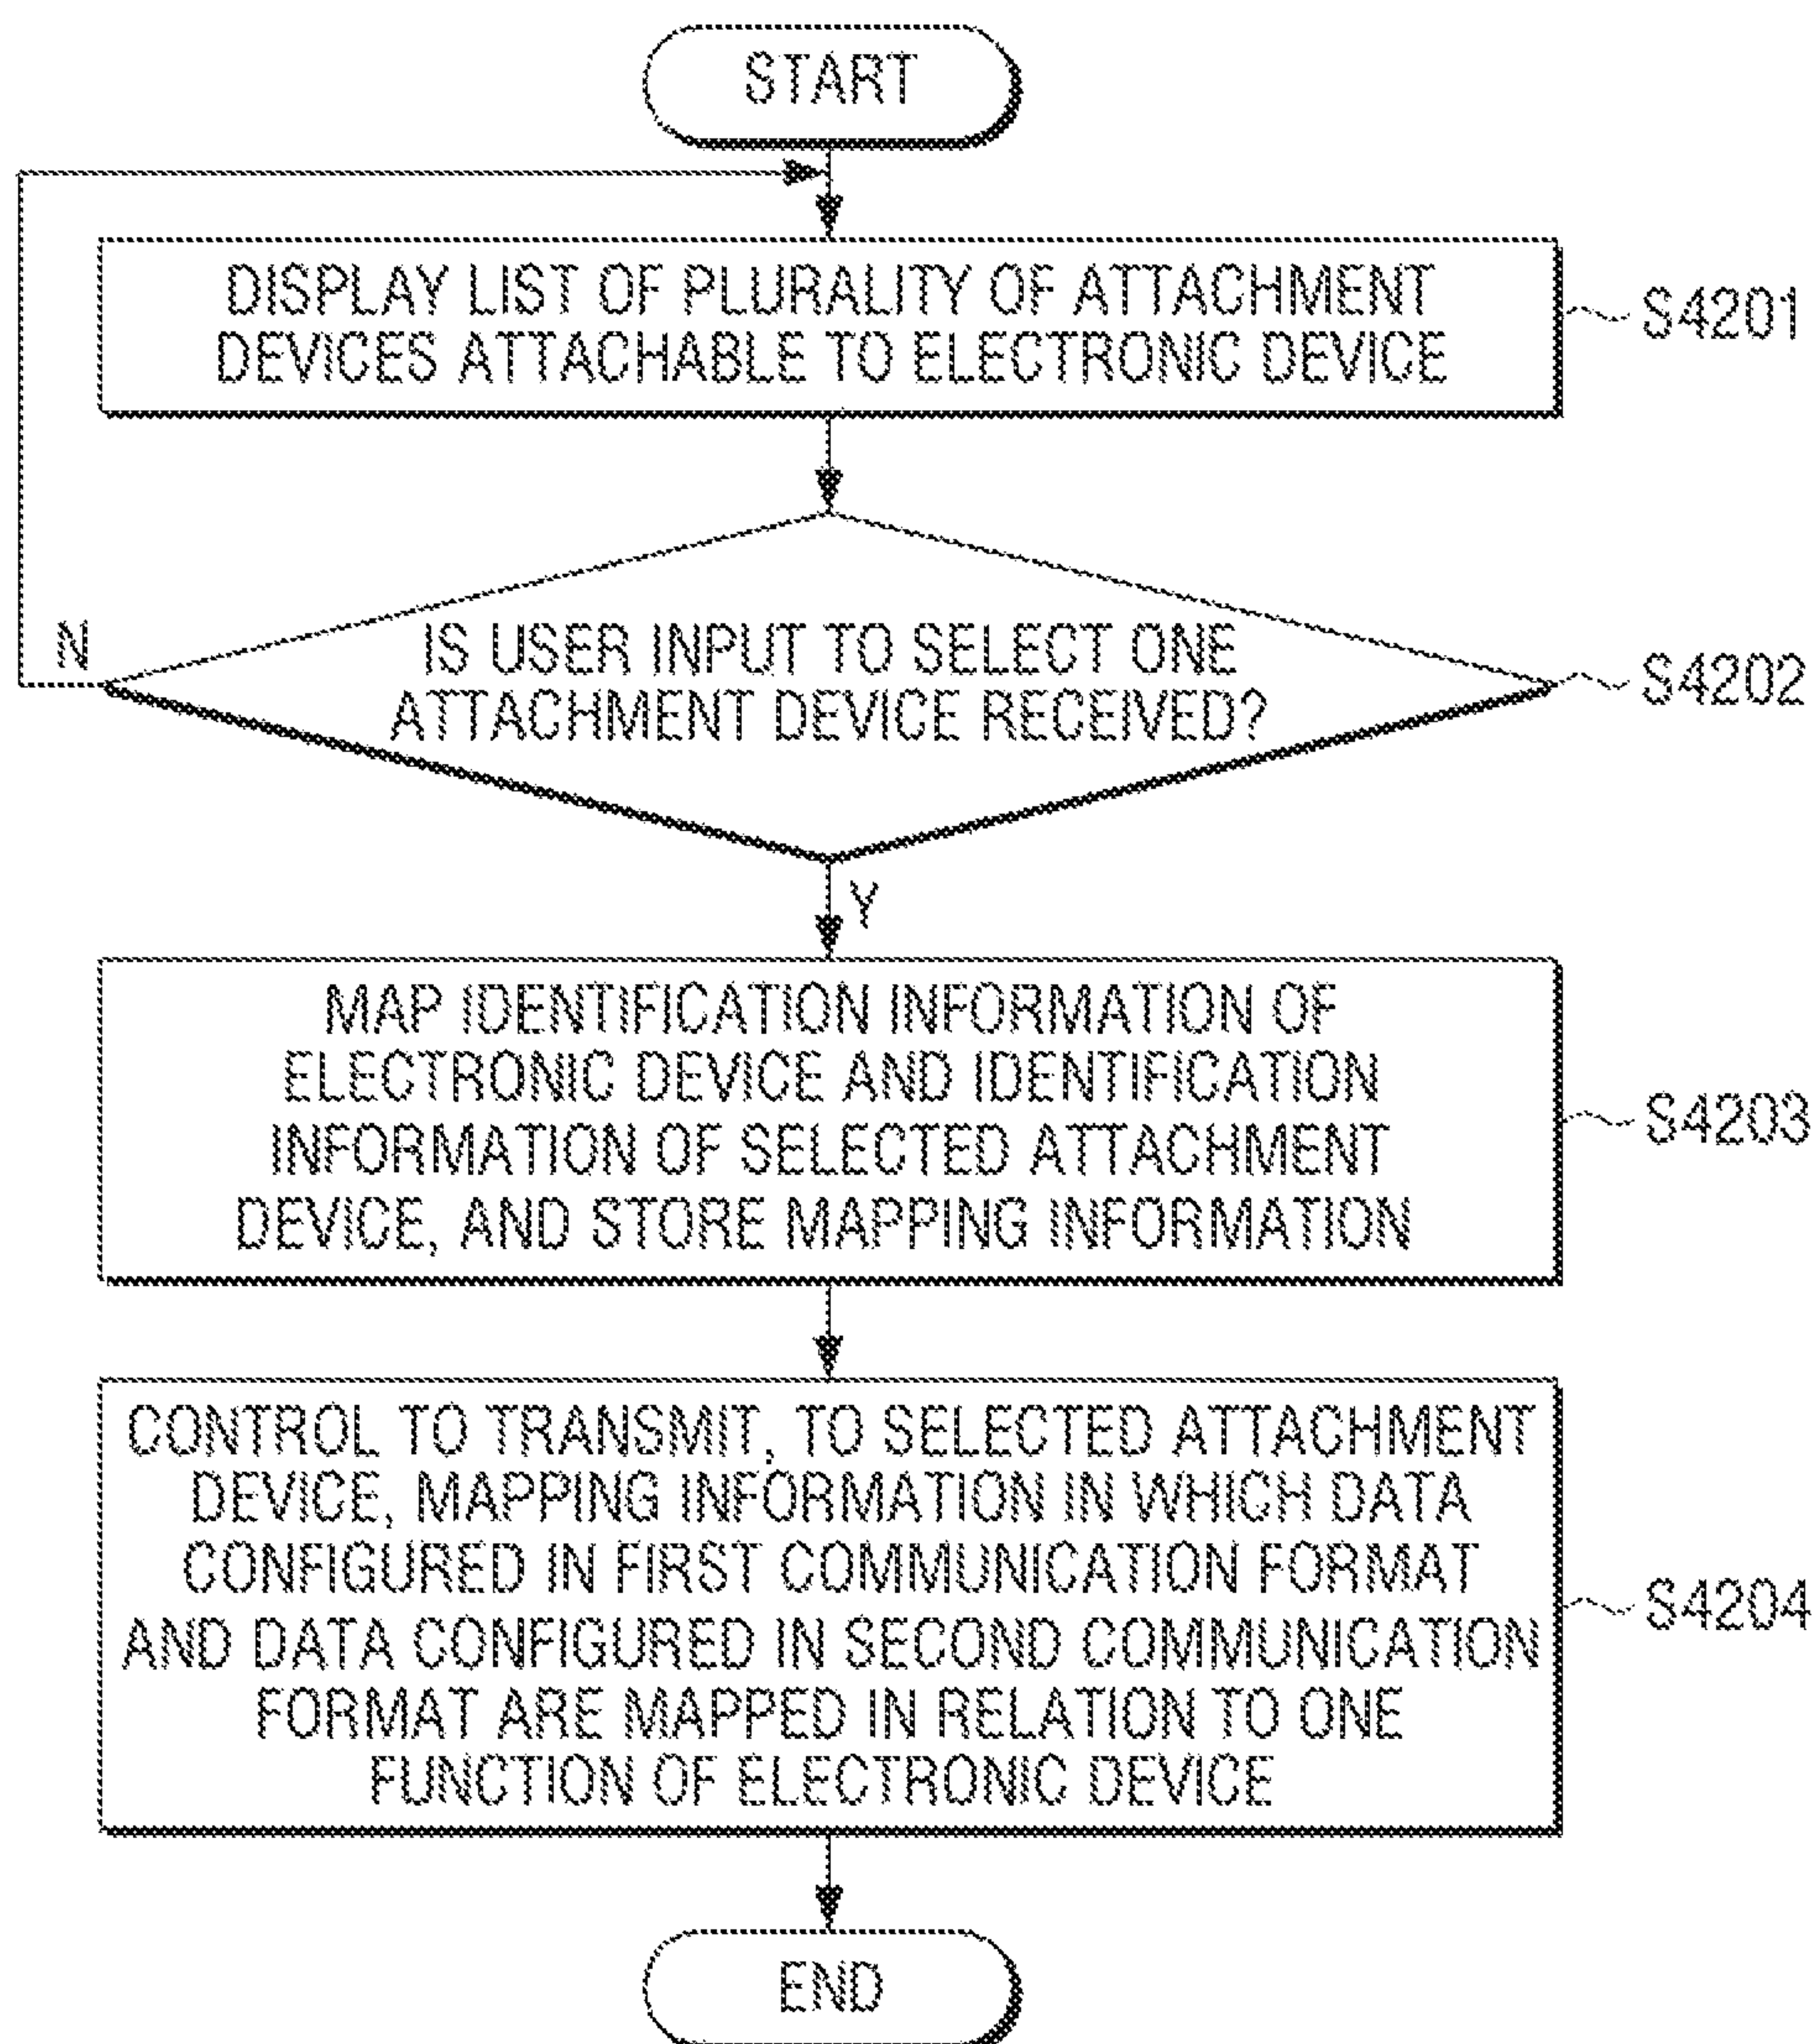 START
DISPLAY LIST OF PLURALITY OF ATTACHMENT
DEVICES ATTACHABLE TO ELECTRONIC DEVICE
S4201
N
IS USER INPUT TO SELECT ONE
ATTACHMENT DEVICE RECEIVED?
S4202
Y
MAP IDENTIFICATION INFORMATION OF
ELECTRONIC DEVICE AND IDENTIFICATION
INFORMATION OF SELECTED ATTACHMENT
DEVICE, AND STORE MAPPING INFORMATION
S4203
CONTROL TO TRANSMIT, TO SELECTED ATTACHMENT
DEVICE, MAPPING INFORMATION IN WHICH DATA
CONFIGURED IN FIRST COMMUNICATION FORMAT
AND DATA CONFIGURED IN SECOND COMMUNICATION
FORMAT ARE MAPPED IN RELATION TO ONE
FUNCTION OF ELECTRONIC DEVICE
S4204
END